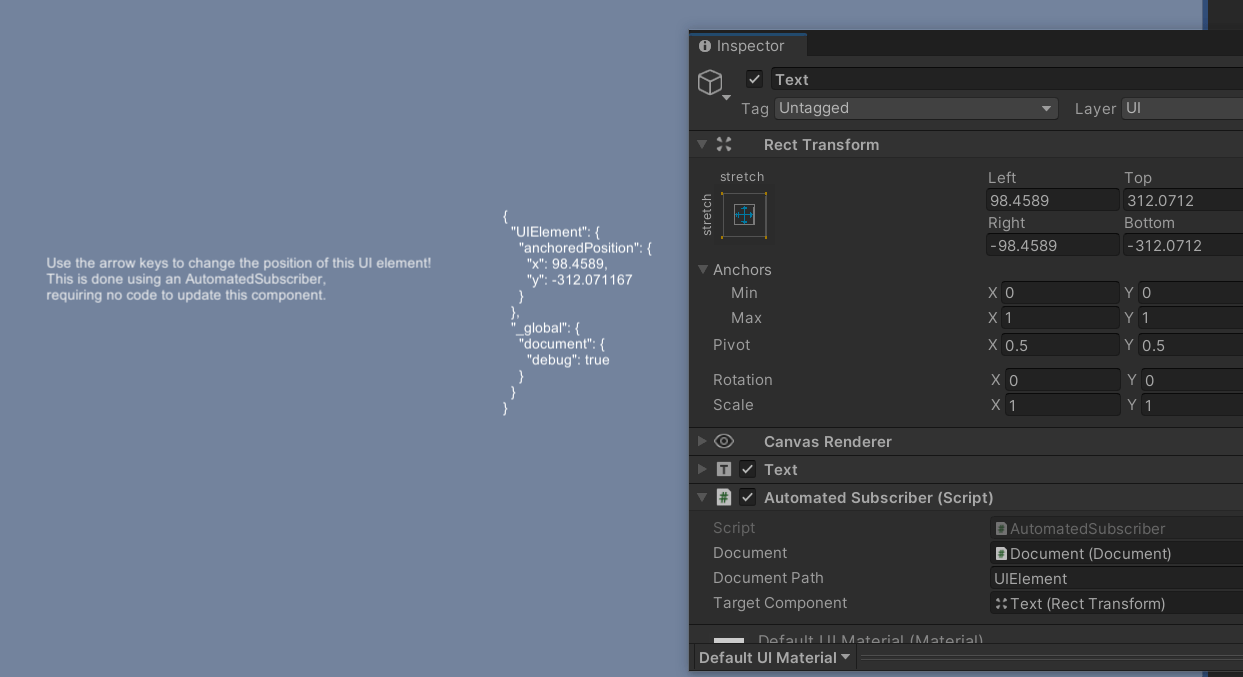 Use the arrow keys to change the position of this UI element!
This is done using an AutomatedSubscriber,
requiring no code to update this component.
{
"UIElement": {
"anchoredPosition": {
"x": 98.4589,
"y": -312.071167
}
},
"_global": {
"document": {
"debug": true
}
}
}
Inspector
Text
Tag Untagged Layer UI
Rect Transform
stretch
stretch
Left Top
98.4589 312.0712
Right Bottom
-98.4589 -312.0712
Anchors
Min X 0 Y 0
Max X 1 Y 1
Pivot X 0.5 Y 0.5
Rotation X 0 Y 0
Scale X 1 Y 1
Canvas Renderer
Text
Automated Subscriber (Script)
Script AutomatedSubscriber
Document Document (Document)
Document Path UIElement
Target Component Text (Rect Transform)
Default UI Material (Material)
Default UI Material